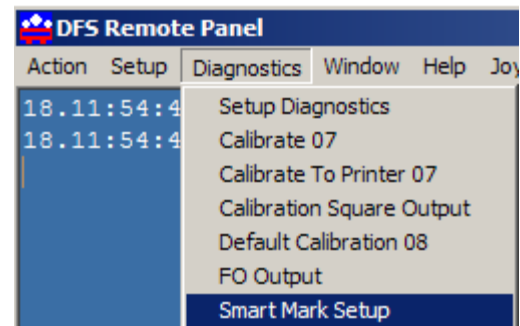 DFS Remote Panel
Action Setup Diagnostics Window Help
18.11:54:4
18.11:54:4
Setup Diagnostics
Calibrate 07
Calibrate To Printer 07
Calibration Square Output
Default Calibration 08
FO Output
Smart Mark Setup